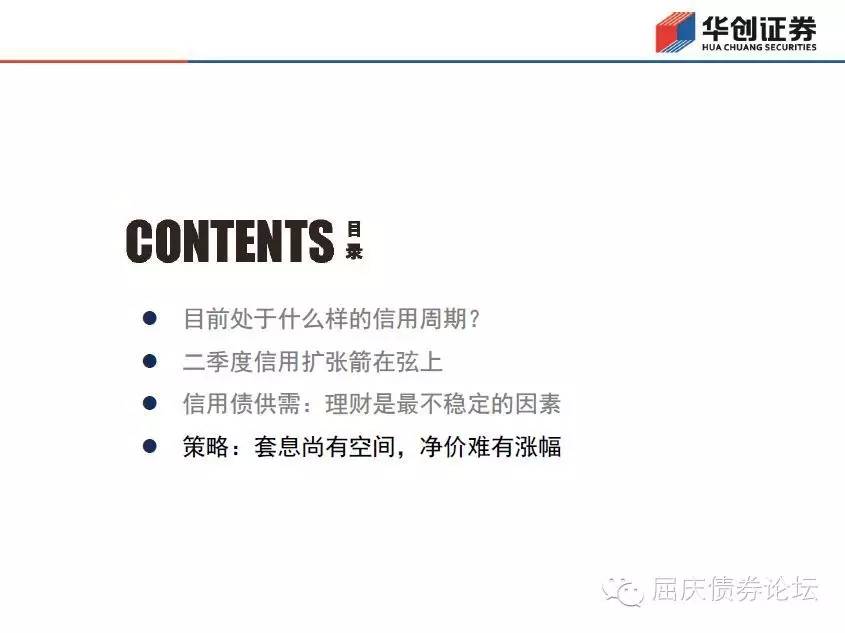 华创证券
HUA CHUANG SECURITIES
CONTENTS 目录
目前处于什么样的信用周期？
二季度信用扩张箭在弦上
信用债供需：理财是最不稳定的因素
策略：套息尚有空间，净价难有涨幅
屈庆债券论坛